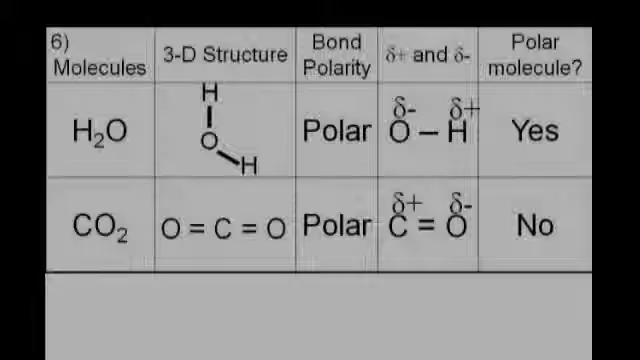 6)
Molecules
3-D Structure
Bond
Polarity
δ+ and δ-
Polar
molecule?
H₂O
H
O
H
Polar
δ- δ+
O – H
Yes
CO₂
O = C = O
Polar
δ+ δ-
C = O
No